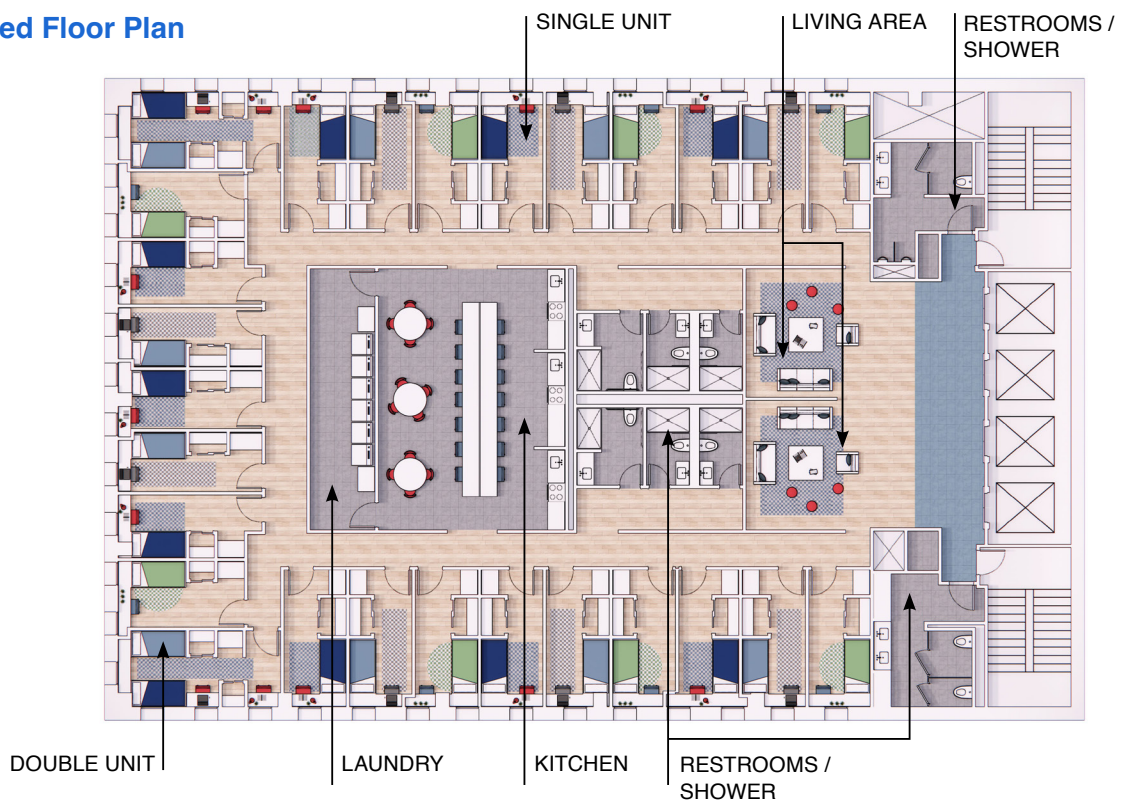 ed Floor Plan
SINGLE UNIT
LIVING AREA
RESTROOMS /
SHOWER
DOUBLE UNIT
LAUNDRY
KITCHEN
RESTROOMS /
SHOWER